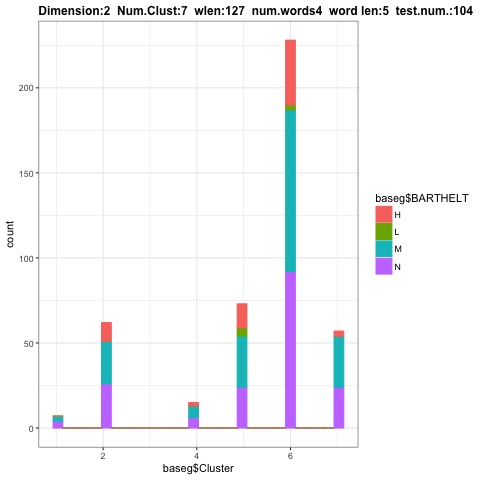 Dimension:2 Num.Clust:7 wlen:127 num.words4 word len:5 test.num.:104
count
200
150
100
50
0
2
4
6
baseg$Cluster
baseg$BARTHELT
H
L
M
N